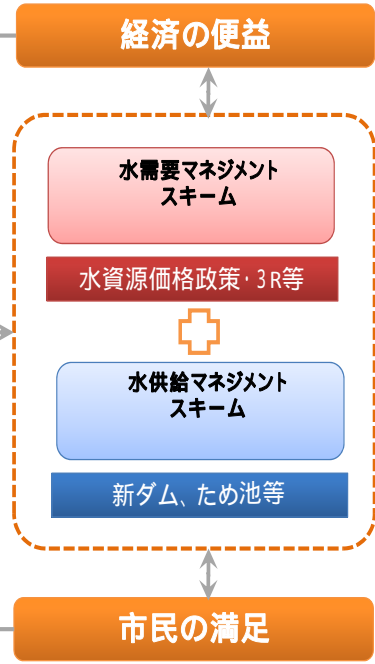 経済の便益
水需要マネジメント
スキーム
水資源価格政策・3R等
水供給マネジメント
スキーム
新ダム、ため池等
市民の満足